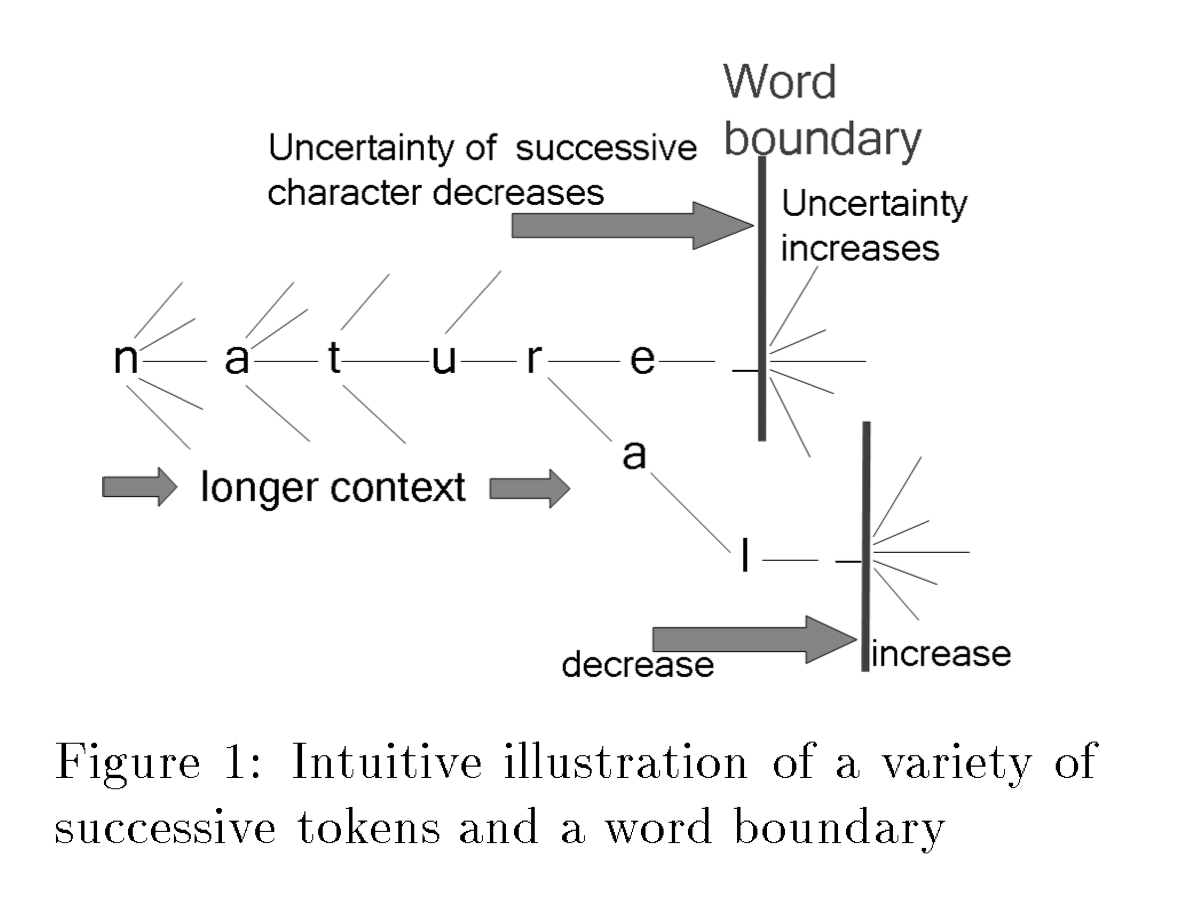 Word
boundary
Uncertainty of successive
character decreases
Uncertainty
increases
n a t u r e _
a
longer context
l _
decrease
increase
Figure 1: Intuitive illustration of a variety of
successive tokens and a word boundary